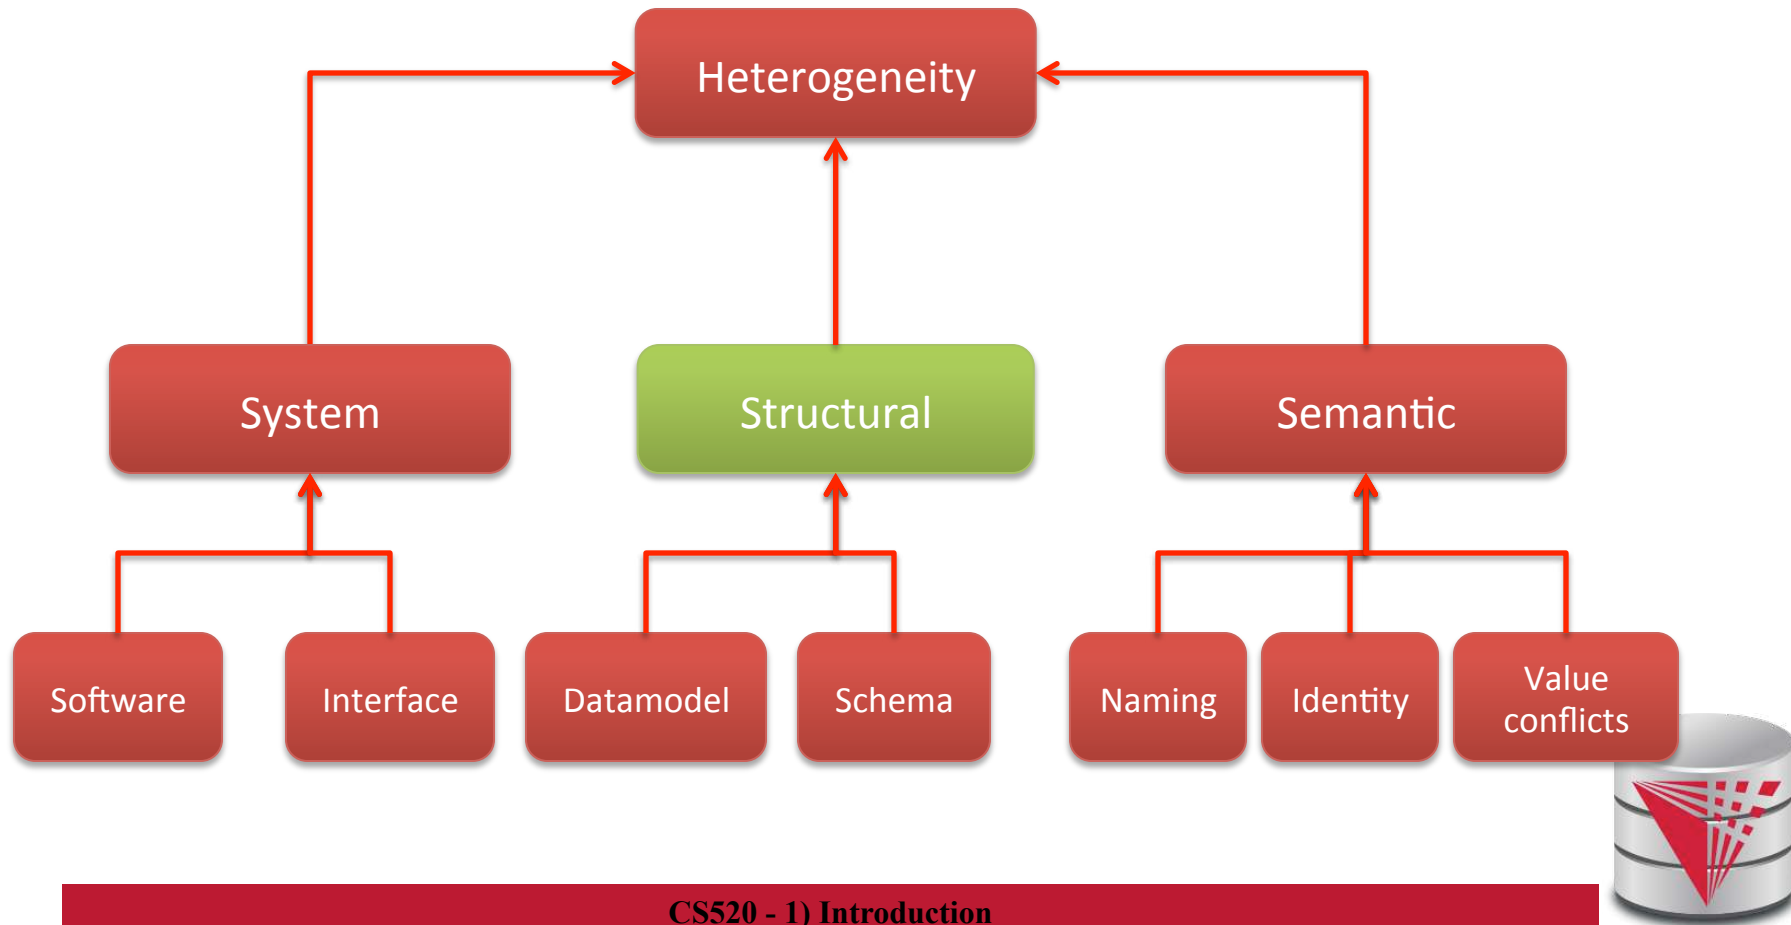 Heterogeneity
System
Structural
Semantic
Software
Interface
Datamodel
Schema
Naming
Identity
Value
conflicts
CS520 - 1) Introduction